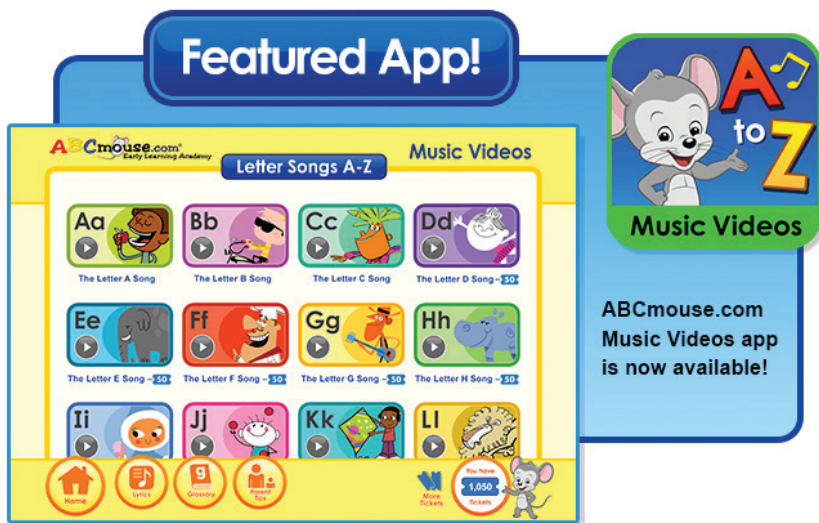 Featured App!
ABCmouse.com®
Early Learning Academy
Letter Songs A-Z
Music Videos
Aa
Bb
Cc
Dd
The Letter A Song
The Letter B Song
The Letter C Song
The Letter D Song – 50
Ee
Ff
Gg
Hh
The Letter E Song – 50
The Letter F Song – 50
The Letter G Song – 50
The Letter H Song – 50
Ii
Jj
Kk
Ll
Home
Lyrics
g
Glossary
Parent
Tips
More
Tickets
You have
1,050
Tickets
A
to
Z
Music Videos
ABCmouse.com
Music Videos app
is now available!